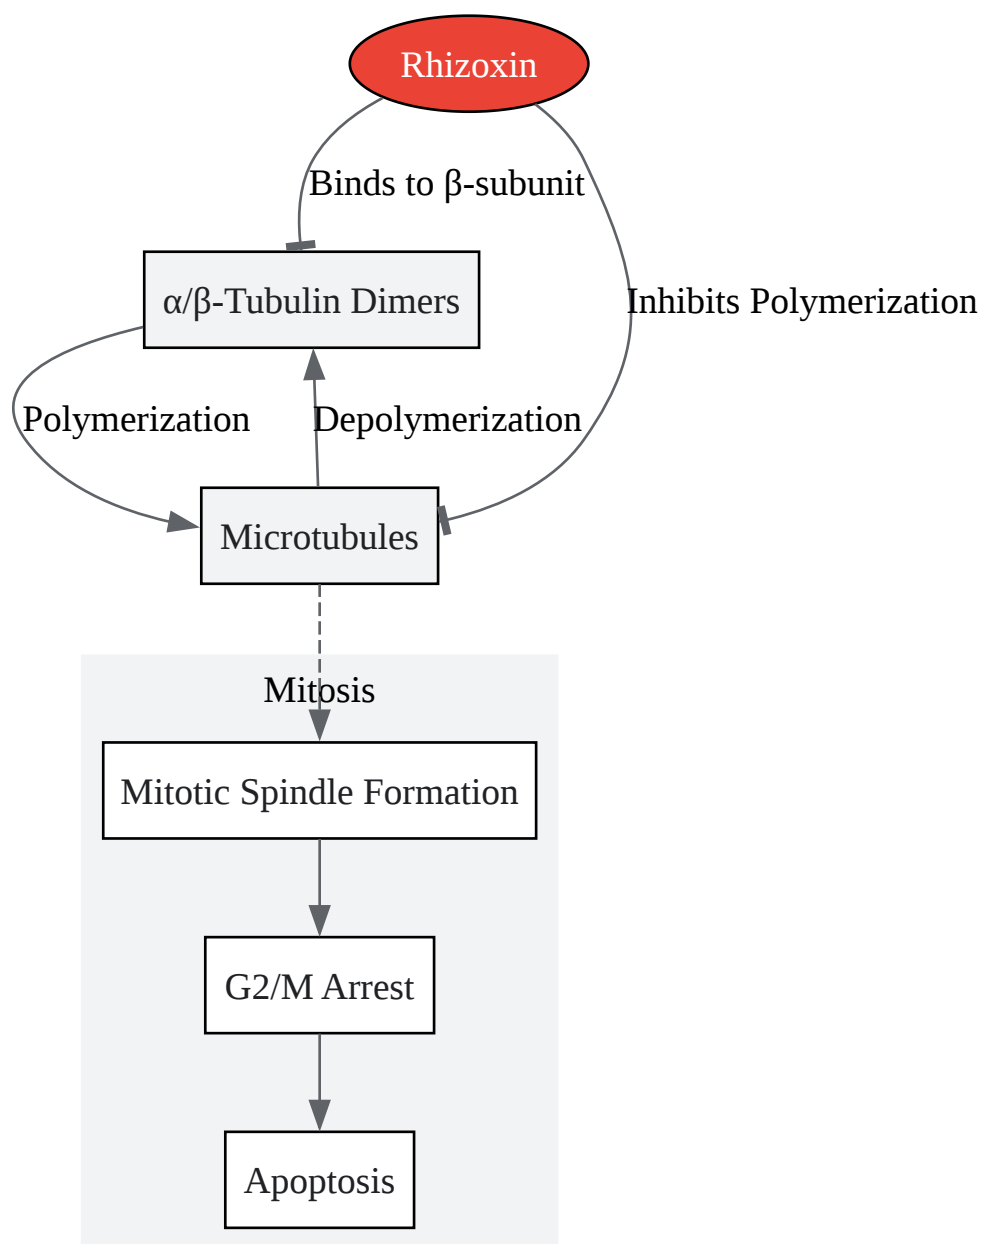 Rhizoxin
Binds to β-subunit
α/β-Tubulin Dimers
Inhibits Polymerization
Polymerization
Depolymerization
Microtubules
Mitosis
Mitotic Spindle Formation
G2/M Arrest
Apoptosis